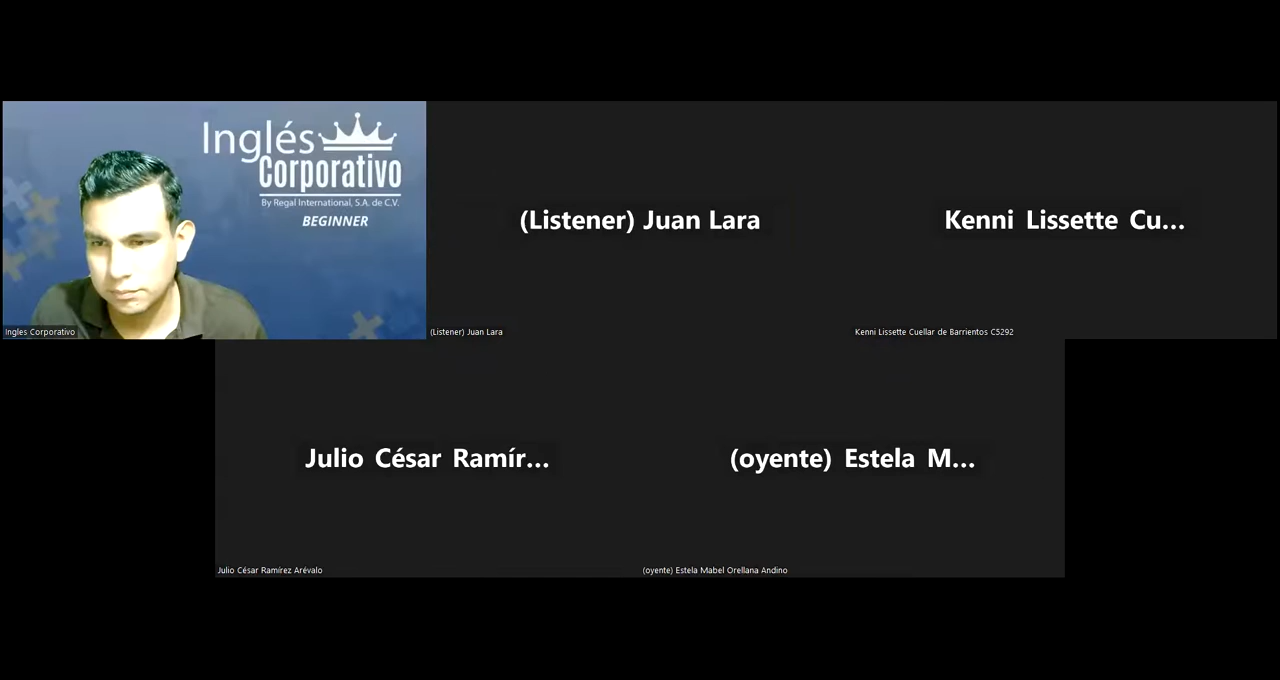 Inglés
Corporativo
By Regal International, S.A. de C.V.
BEGINNER
Ingles Corporativo
(Listener) Juan Lara
(Listener) Juan Lara
Kenni Lissette Cu...
Kenni Lissette Cuellar de Barrientos C5292
Julio César Ramír...
Julio César Ramírez Arévalo
(oyente) Estela M...
(oyente) Estela Mabel Orellana Andino